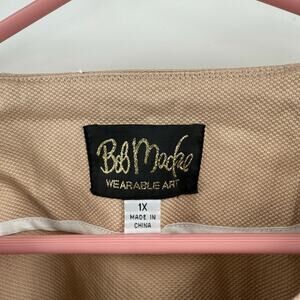 Bob Mackie
WEARABLE ART
1X
MADE IN
CHINA